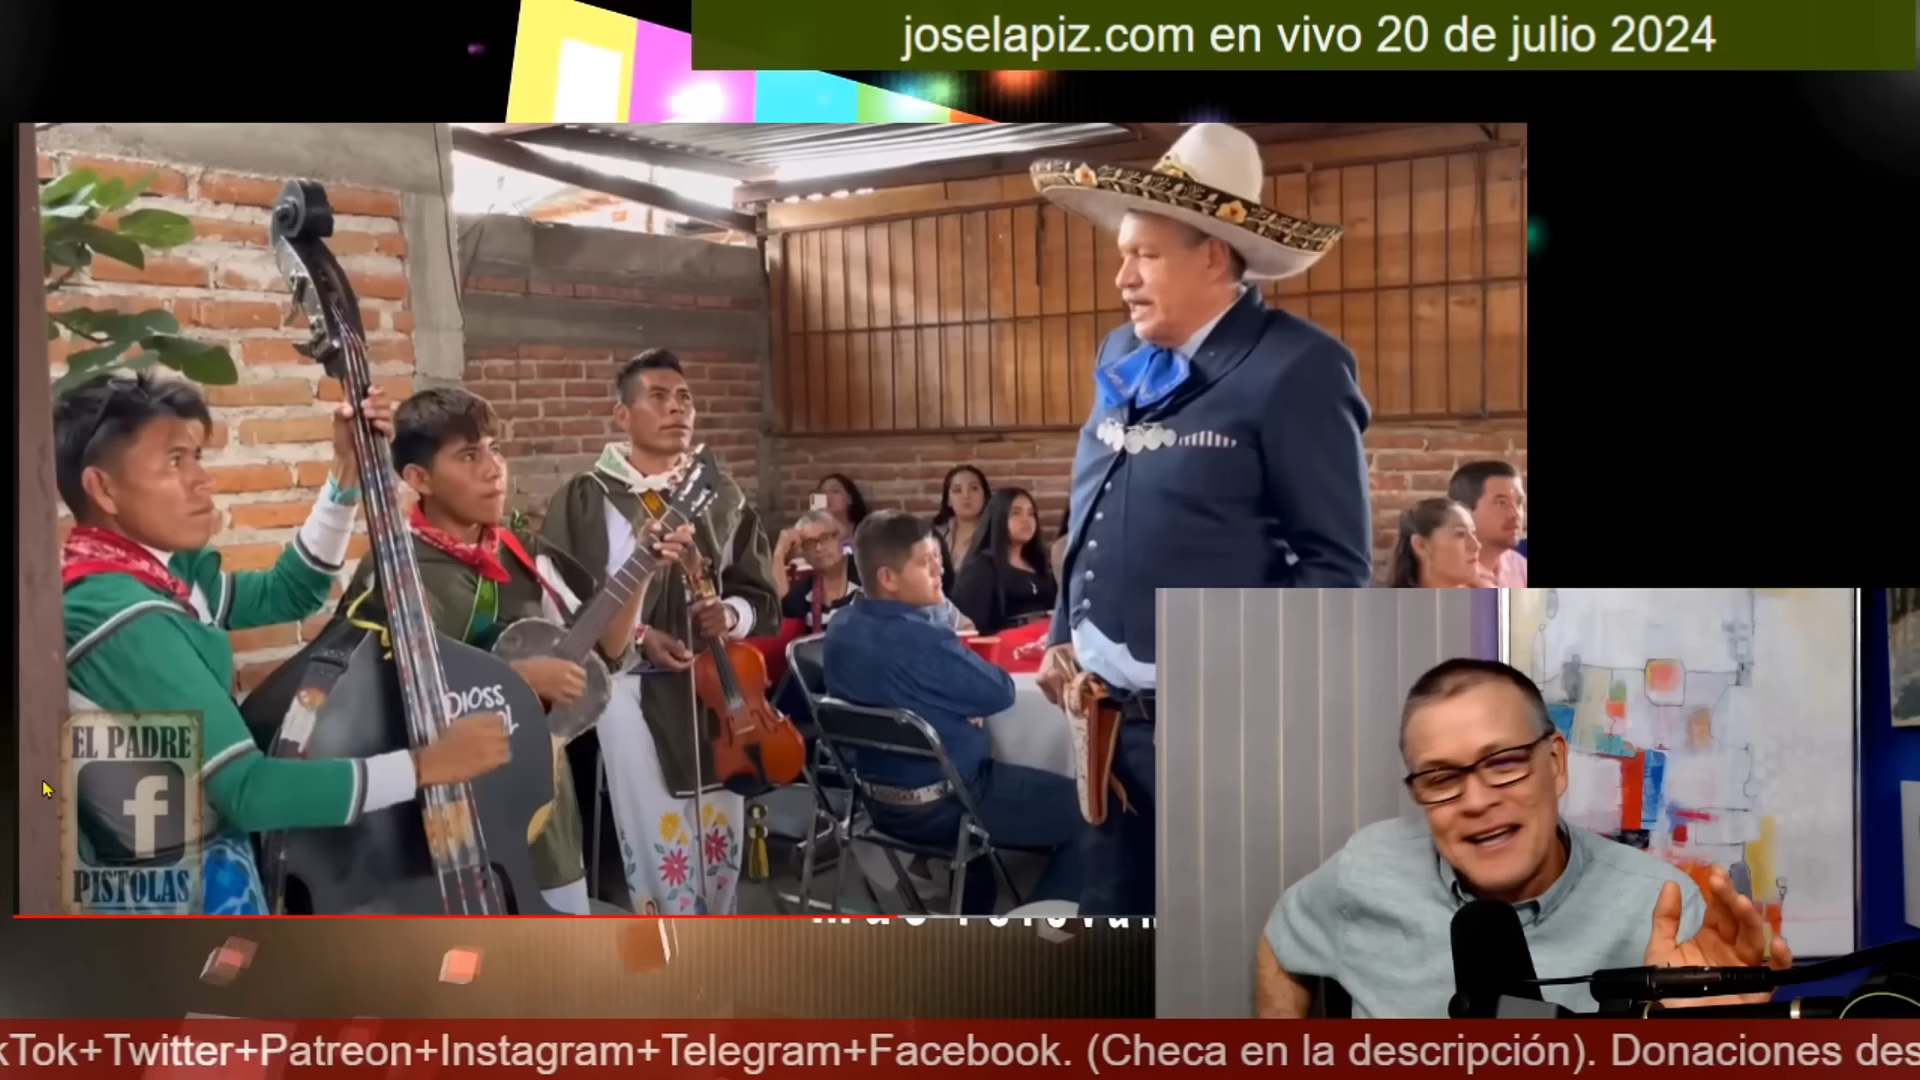 joselapiz.com en vivo 20 de julio 2024
EL PADRE
f
PISTOLAS
kTok+Twitter+Patreon+Instagram+Telegram+Facebook. (Checa en la descripción). Donaciones des